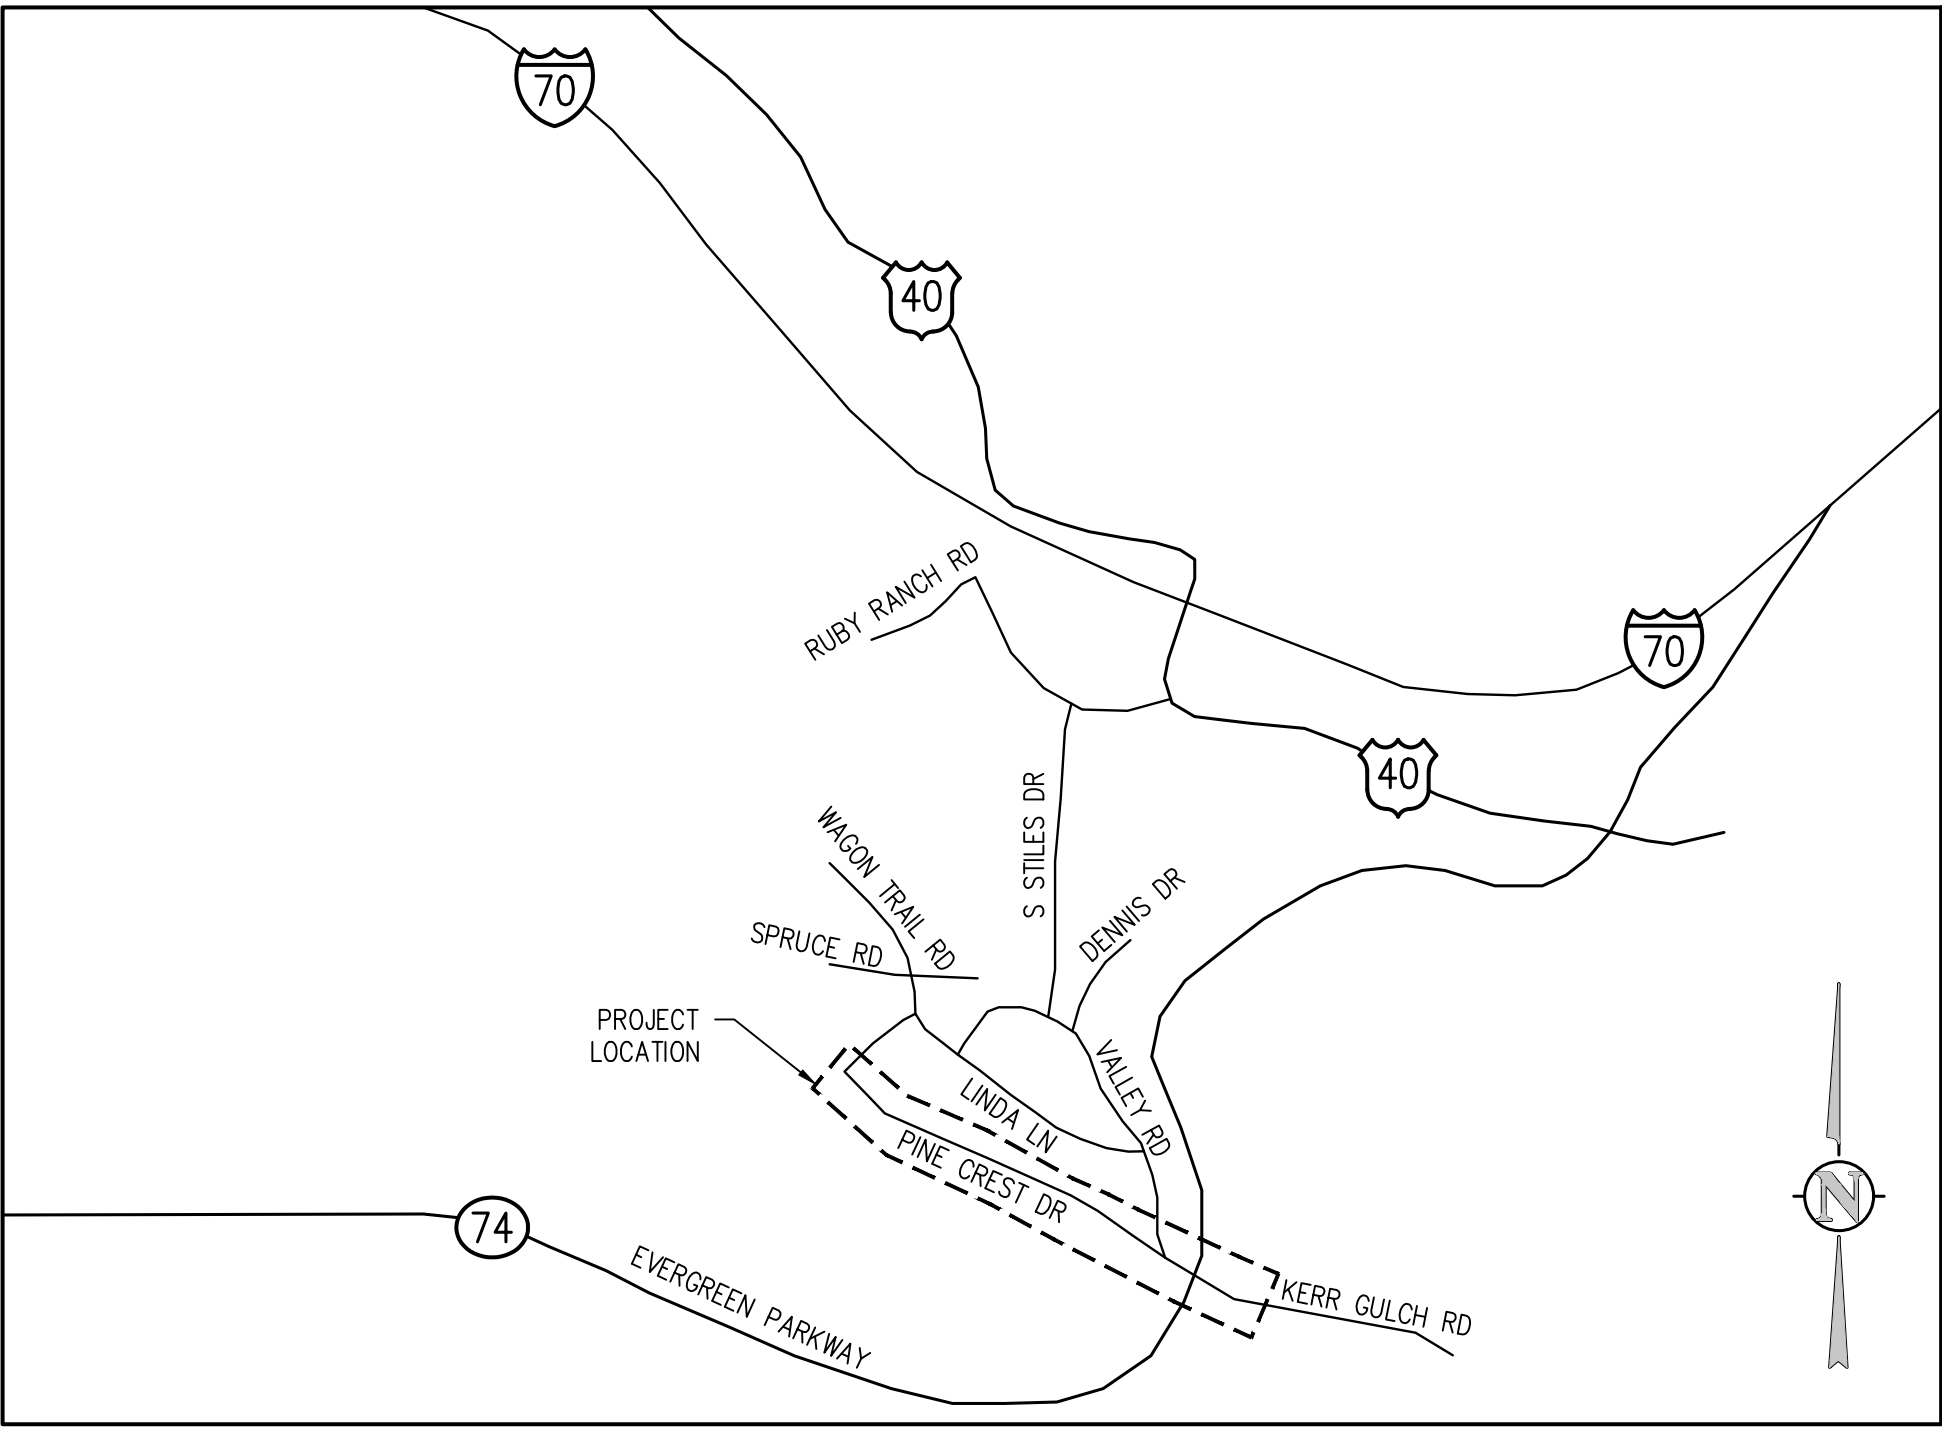 70
40
RUBY RANCH RD
70
40
S STILES DR
WAGON TRAIL RD
DENNIS DR
SPRUCE RD
PROJECT
LOCATION
VALLEY RD
LINDA LN
PINE CREST DR
N
74
EVERGREEN PARKWAY
KERR GULCH RD